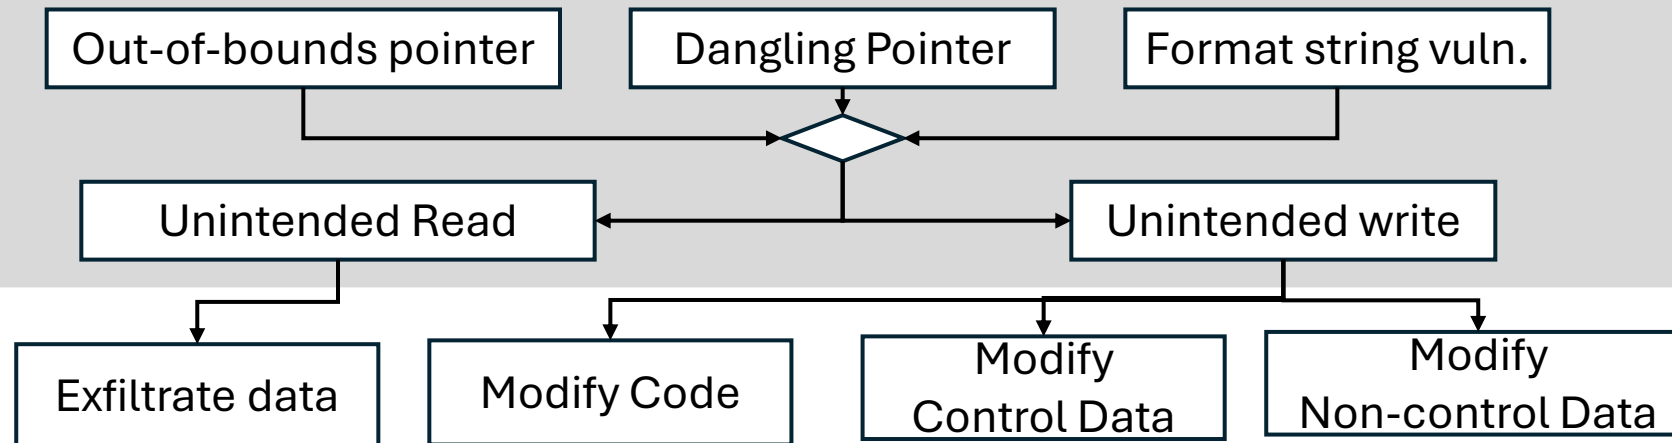 Out-of-bounds pointer
Dangling Pointer
Format string vuln.
Unintended Read
Unintended write
Exfiltrate data
Modify Code
Modify
Control Data
Modify
Non-control Data